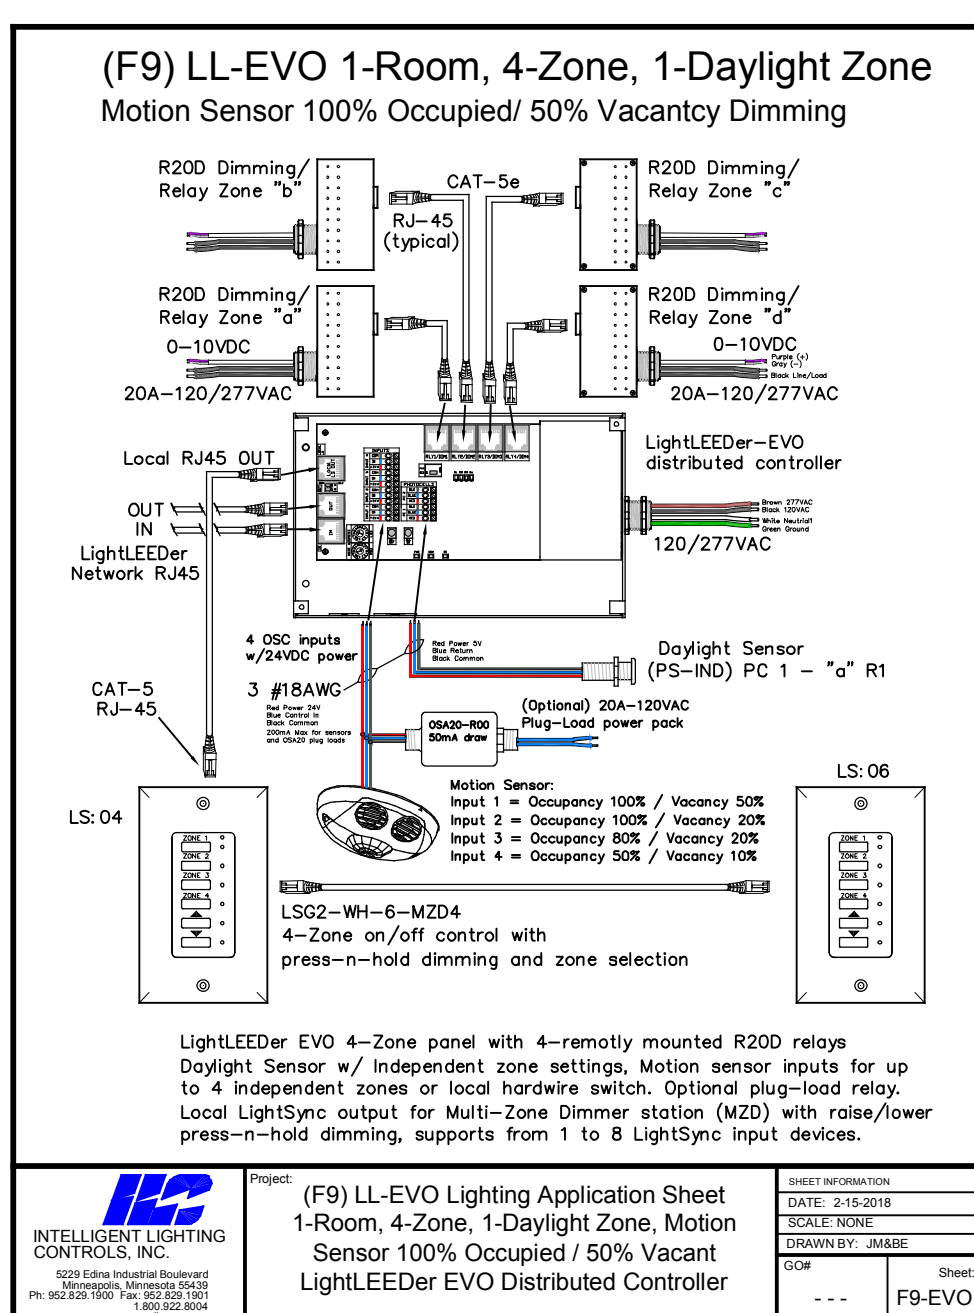 (F9) LL-EVO 1-Room, 4-Zone, 1-Daylight Zone
Motion Sensor 100% Occupied/ 50% Vacantcy Dimming
R20D Dimming/
Relay Zone "b"
CAT-5e
RJ-45
(typical)
R20D Dimming/
Relay Zone "c"
R20D Dimming/
Relay Zone "a"
0-10VDC
20A-120/277VAC
R20D Dimming/
Relay Zone "d"
0-10VDC
Purple (+)
Gray (-)
Black Line/Load
20A-120/277VAC
Local RJ45 OUT
OUT
IN
LightLEEDer
Network RJ45
INPUTS
PHOTOCELLS
OUT
IN
LightLEEDer-EVO
distributed controller
Brown 277VAC
Black 120VAC
White Neutral1
Green Ground
120/277VAC
4 OSC inputs
w/24VDC power
3 #18AWG
Red Power 24V
Blue Control In
Black Common
200mA Max for sensors
and OSA20 plug loads
Red Power 5V
Blue Return
Black Common
Daylight Sensor
(PS-IND) PC 1 - "a" R1
CAT-5
RJ-45
(Optional) 20A-120VAC
Plug-Load power pack
OSA20-R00
50mA draw
Motion Sensor:
Input 1 = Occupancy 100% / Vacancy 50%
Input 2 = Occupancy 100% / Vacancy 20%
Input 3 = Occupancy 80% / Vacancy 20%
Input 4 = Occupancy 50% / Vacancy 10%
LS: 04
ZONE 1
ZONE 2
ZONE 3
ZONE 4
LS: 06
ZONE 1
ZONE 2
ZONE 3
ZONE 4
LSG2-WH-6-MZD4
4-Zone on/off control with
press-n-hold dimming and zone selection
LightLEEDer EVO 4-Zone panel with 4-remotly mounted R20D relays
Daylight Sensor w/ Independent zone settings, Motion sensor inputs for up
to 4 independent zones or local hardwire switch. Optional plug-load relay.
Local LightSync output for Multi-Zone Dimmer station (MZD) with raise/lower
press-n-hold dimming, supports from 1 to 8 LightSync input devices.
ILC
INTELLIGENT LIGHTING
CONTROLS, INC.
5229 Edina Industrial Boulevard
Minneapolis, Minnesota 55439
Ph: 952.829.1900 Fax: 952.829.1901
1.800.922.8004
Project:
(F9) LL-EVO Lighting Application Sheet
1-Room, 4-Zone, 1-Daylight Zone, Motion
Sensor 100% Occupied / 50% Vacant
LightLEEDer EVO Distributed Controller
SHEET INFORMATION
DATE: 2-15-2018
SCALE: NONE
DRAWN BY: JM&BE
GO#
- - -
Sheet:
F9-EVO